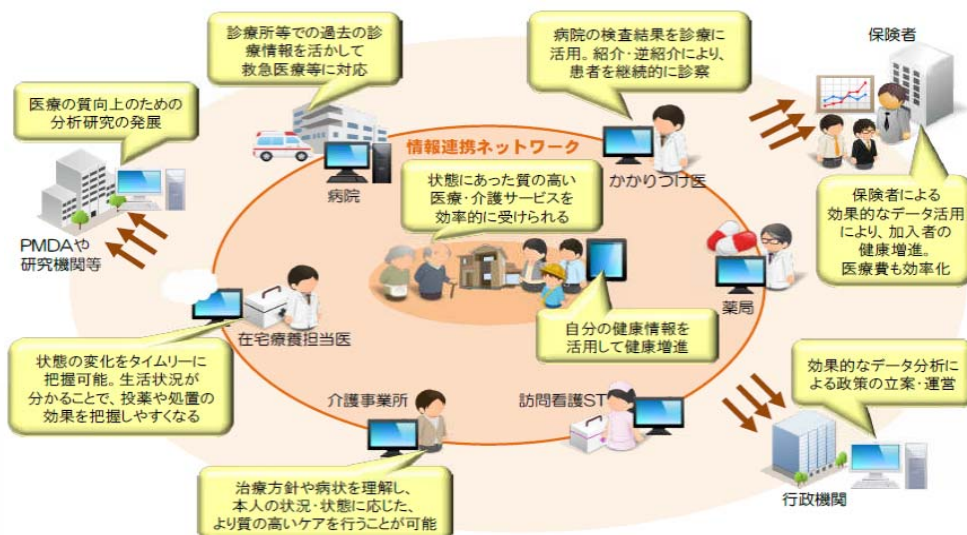 診療所等での過去の診
療情報を活かして
救急医療等に対応
病院の検査結果を診療に
活用。紹介・逆紹介により、
患者を継続的に診察
保険者
医療の質向上のための
分析研究の発展
情報連携ネットワーク
病院
かかりつけ医
状態にあった質の高い
医療・介護サービスを
効率的に受けられる
保険者による
効果的なデータ活用
により、加入者の
健康増進。
医療費も効率化
PMDAや
研究機関等
薬局
在宅療養担当医
自分の健康情報を
活用して健康増進
状態の変化をタイムリーに
把握可能。生活状況が
分かることで、投薬や処置の
効果を把握しやすくなる
効果的なデータ分析に
よる政策の立案・運営
介護事業所
訪問看護ST
治療方針や病状を理解し、
本人の状況・状態に応じた、
より質の高いケアを行うことが可能
行政機関